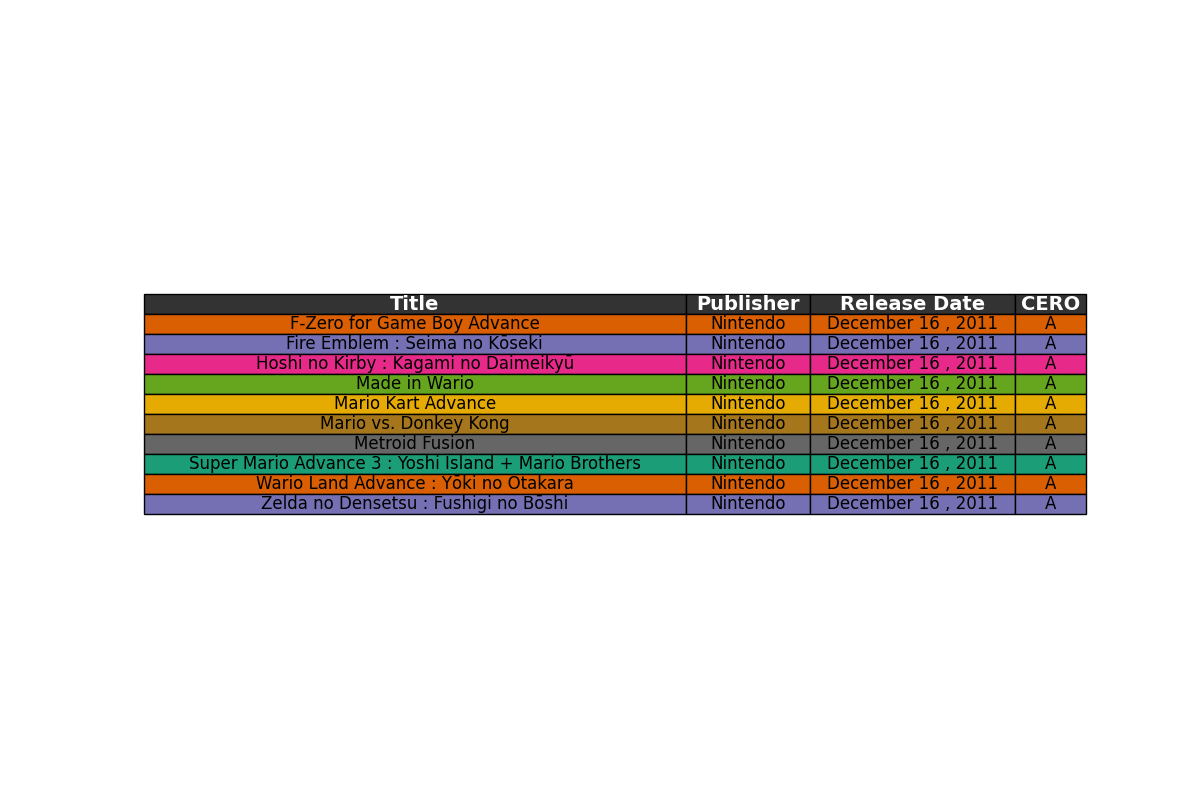 Title Publisher Release Date CERO
F-Zero for Game Boy Advance Nintendo December 16 , 2011 A
Fire Emblem : Seima no Kōseki Nintendo December 16 , 2011 A
Hoshi no Kirby : Kagami no Daimeikyū Nintendo December 16 , 2011 A
Made in Wario Nintendo December 16 , 2011 A
Mario Kart Advance Nintendo December 16 , 2011 A
Mario vs. Donkey Kong Nintendo December 16 , 2011 A
Metroid Fusion Nintendo December 16 , 2011 A
Super Mario Advance 3 : Yoshi Island + Mario Brothers Nintendo December 16 , 2011 A
Wario Land Advance : Yōki no Otakara Nintendo December 16 , 2011 A
Zelda no Densetsu : Fushigi no Bōshi Nintendo December 16 , 2011 A